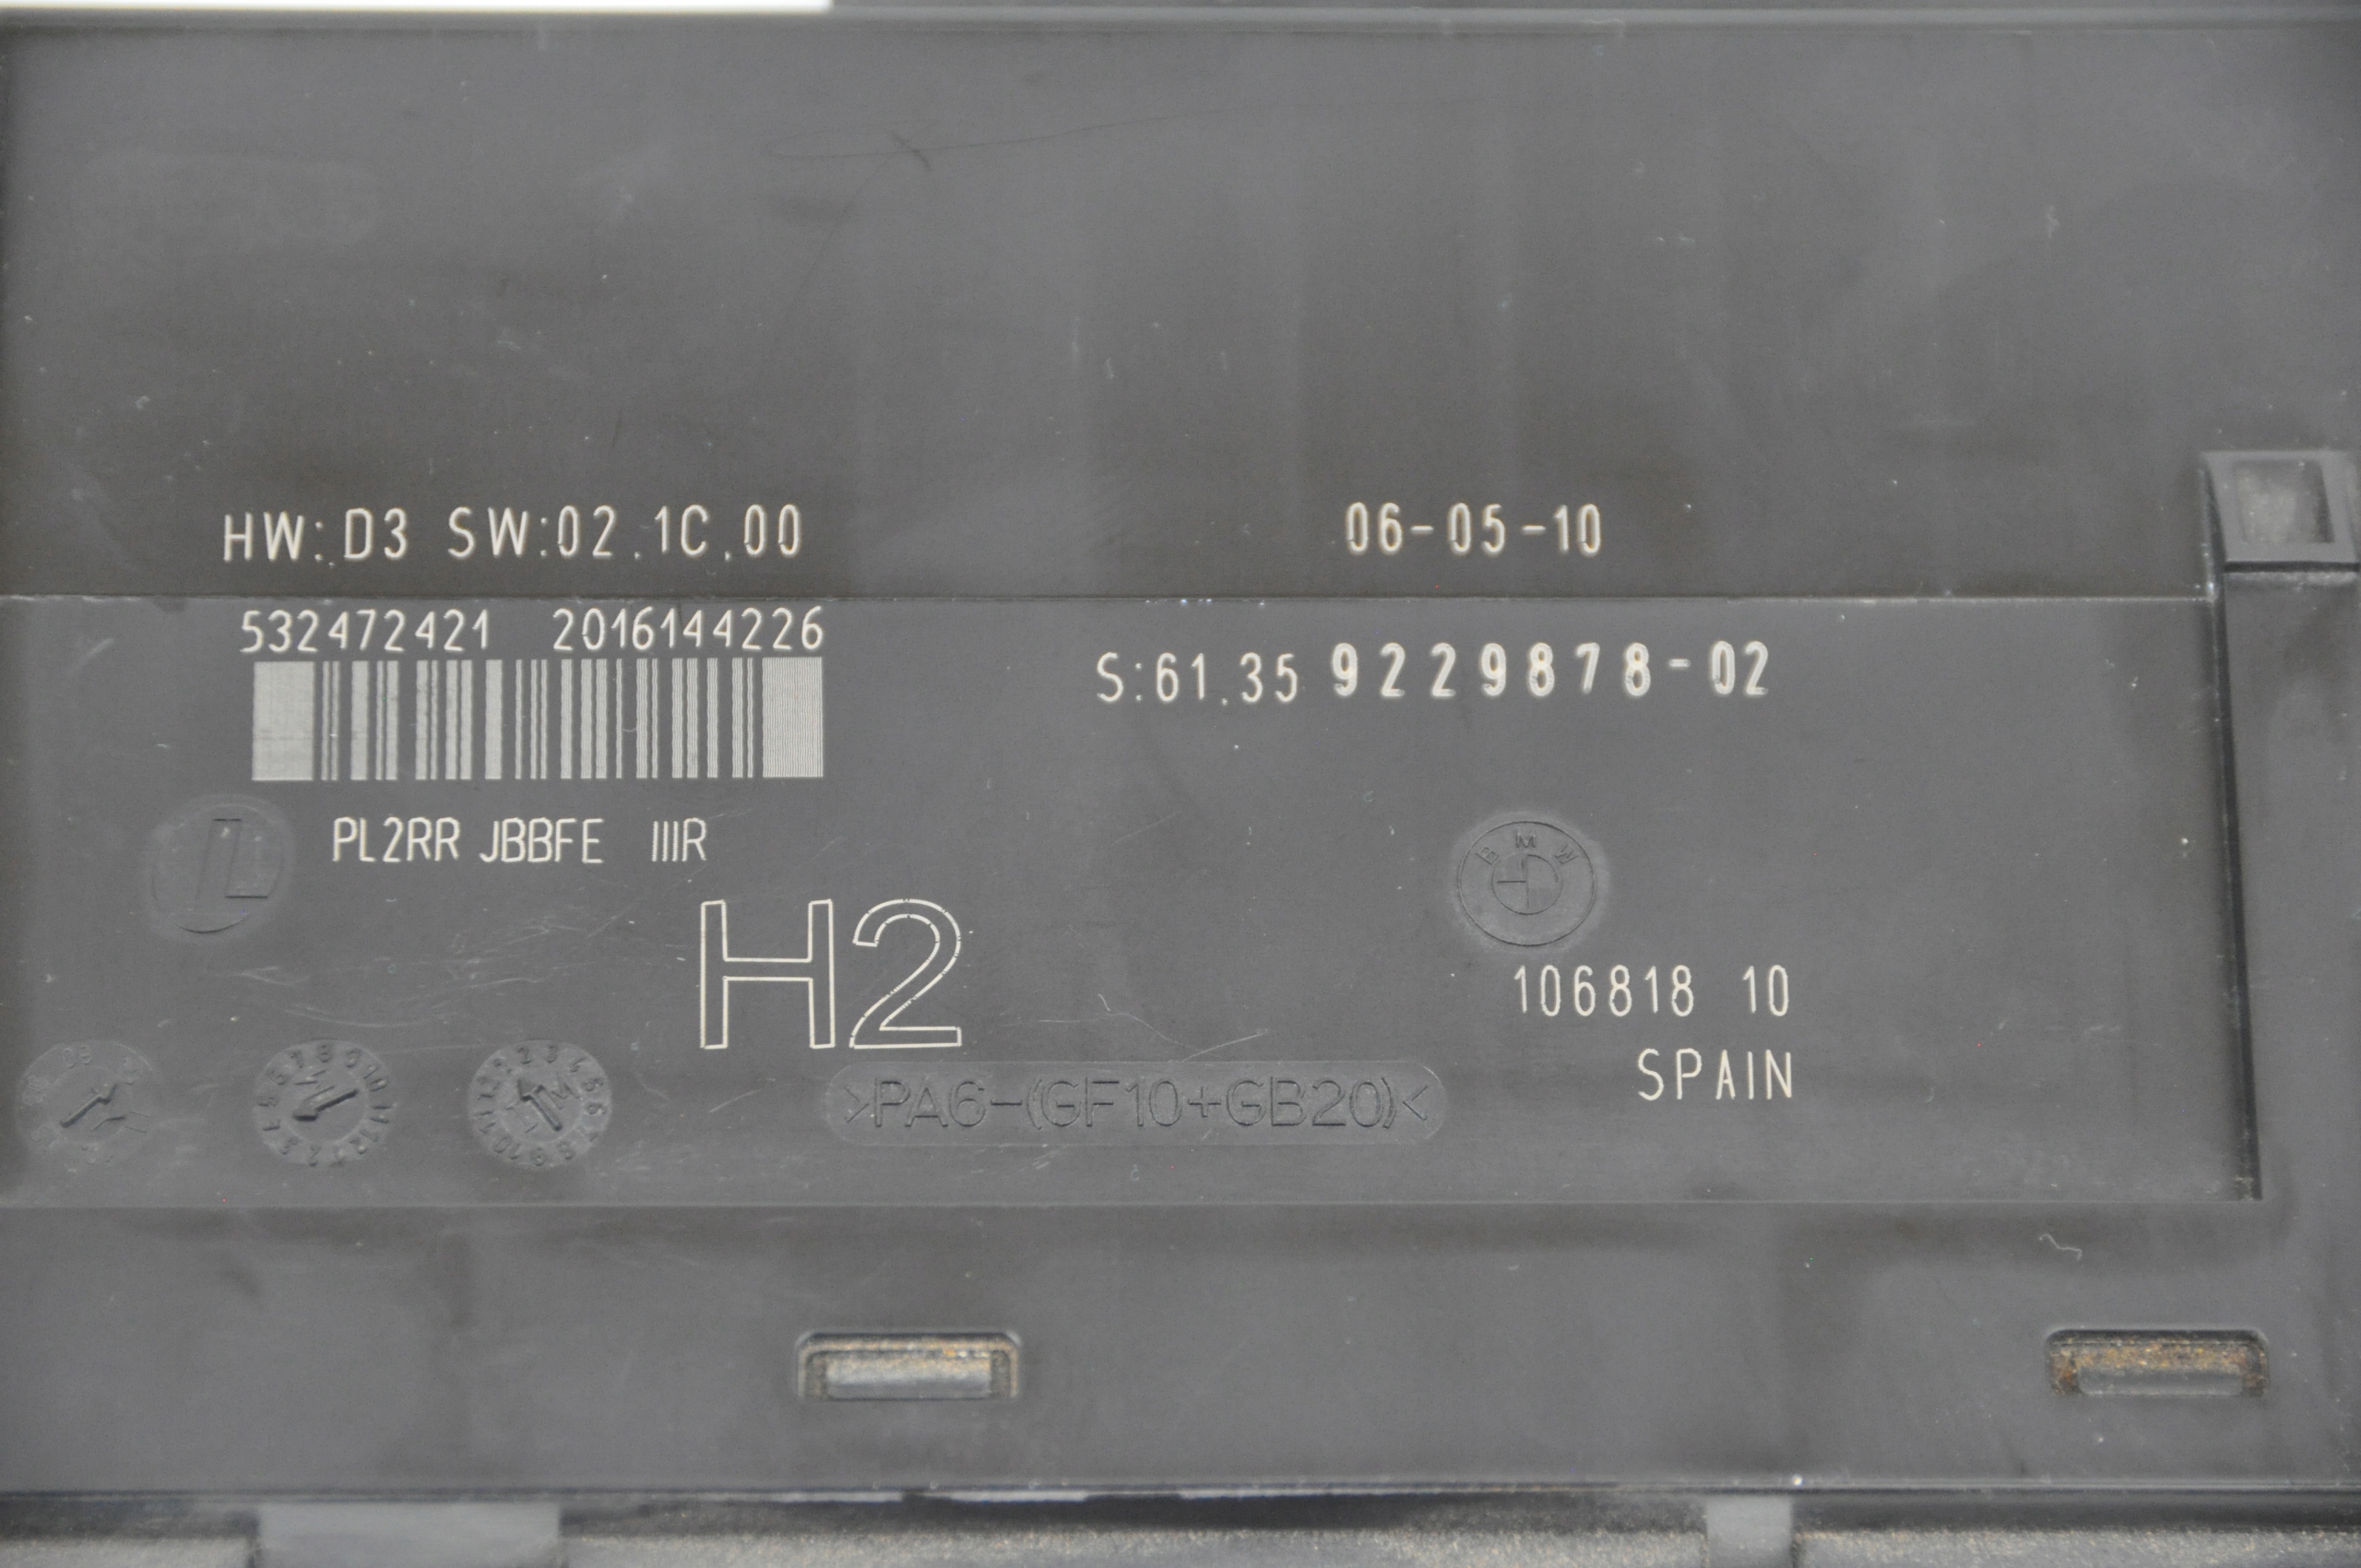 HW: D3 SW:02.1C.00
06-05-10
532472421 2016144226
S:61.35 9229878-02
PL2RR JBBFE IIIR
L
BMW
H2
106818 10
SPAIN
>PA6-(GF10+GB20)<